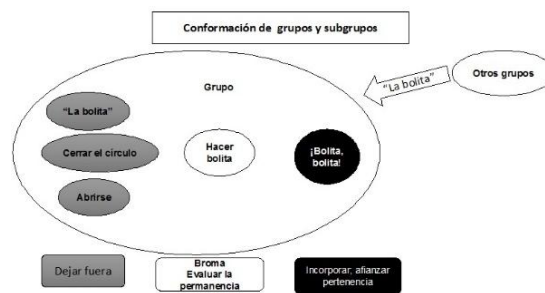 Conformación de grupos y subgrupos
Otros grupos
"La bolita"
Grupo
"La bolita"
Cerrar el círculo
Abrirse
Hacer
bolita
¡Bolita,
bolita!
Dejar fuera
Broma
Evaluar la
permanencia
Incorporar, afianzar
pertenencia